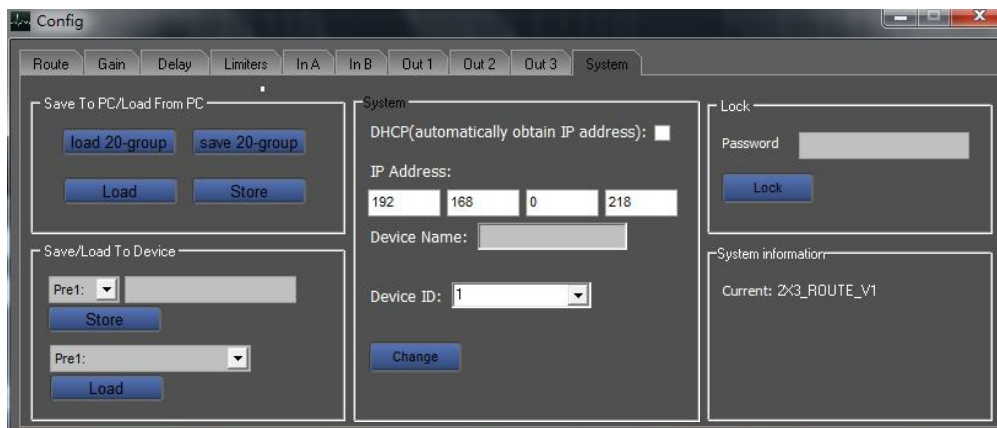 Config
Route Gain Delay Limiters In A In B Out 1 Out 2 Out 3 System
Save To PC/Load From PC
load 20-group save 20-group
Load Store
Save/Load To Device
Pre1:
Store
Pre1:
Load
System
DHCP(automatically obtain IP address):
IP Address:
192 168 0 218
Device Name:
Device ID: 1
Change
Lock
Password
Lock
System information
Current: 2X3_ROUTE_V1